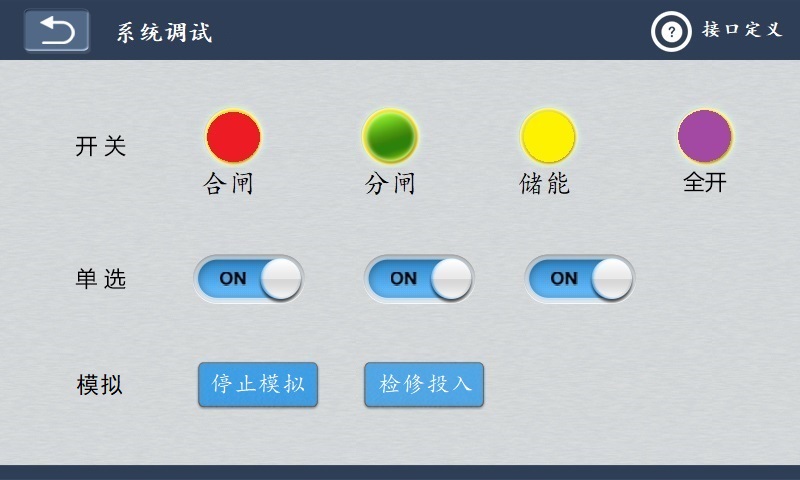 系统调试
? 接口定义
开关
合闸 分闸 储能 全开
单选 ON ON ON
模拟 停止模拟 检修投入